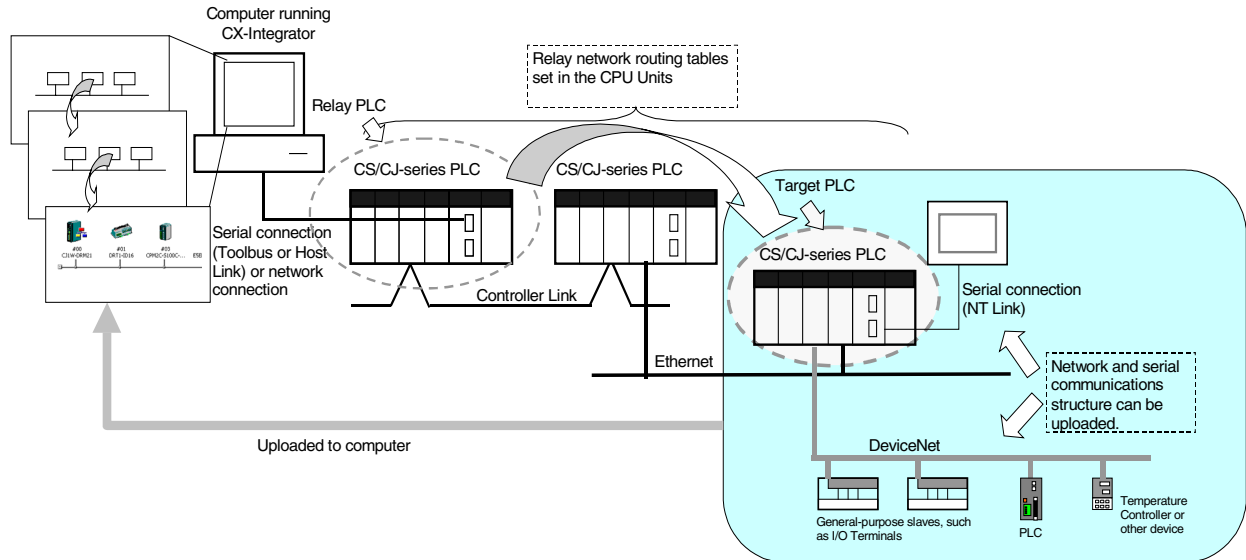 Computer running
CX-Integrator
Relay network routing tables
set in the CPU Units
Relay PLC
CS/CJ-series PLC
CS/CJ-series PLC
Target PLC
CS/CJ-series PLC
Serial connection
(Toolbus or Host
Link) or network
connection
#00
CJ1W-DRM21
#01
DRT1-ID16
#03
CPM2C-S100C-...
Controller Link
Serial connection
(NT Link)
Ethernet
Network and serial
communications
structure can be
uploaded.
Uploaded to computer
DeviceNet
General-purpose slaves, such
as I/O Terminals
PLC
Temperature
Controller or
other device